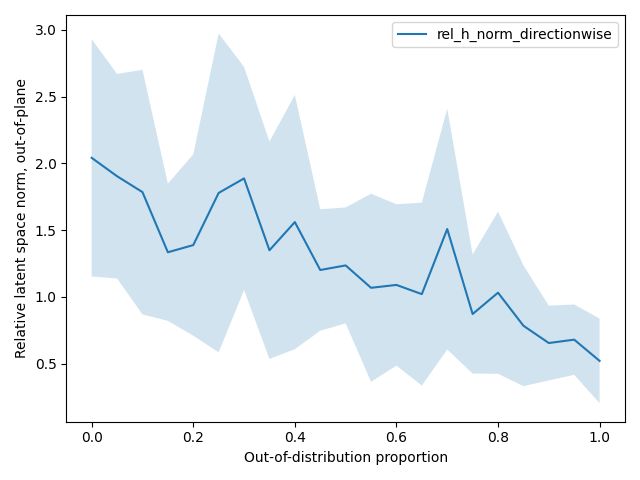 rel_h_norm_directionwise
Relative latent space norm, out-of-plane
3.0
2.5
2.0
1.5
1.0
0.5
0.0 0.2 0.4 0.6 0.8 1.0
Out-of-distribution proportion